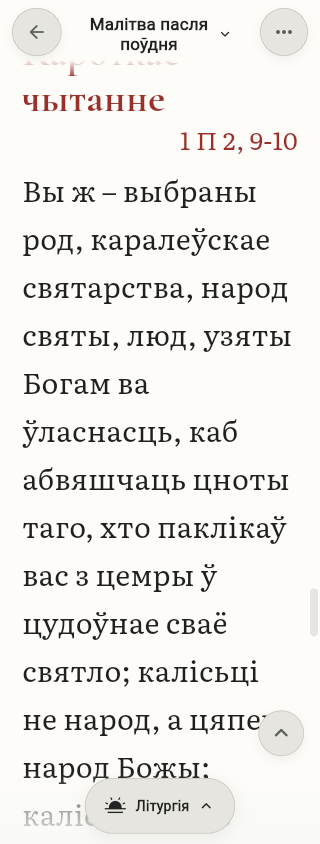 Малітва пасля
поўдня
чытанне
1 П 2, 9-10
Вы ж – выбраны
род, каралеўскае
святарства, народ
святы, люд, узяты
Богам ва
ўласнасць, каб
абвяшчаць цноты
таго, хто паклікаў
вас з цемры ў
цудоўнае сваё
святло; калісьці
не народ, а
народ Божы;
Літургія